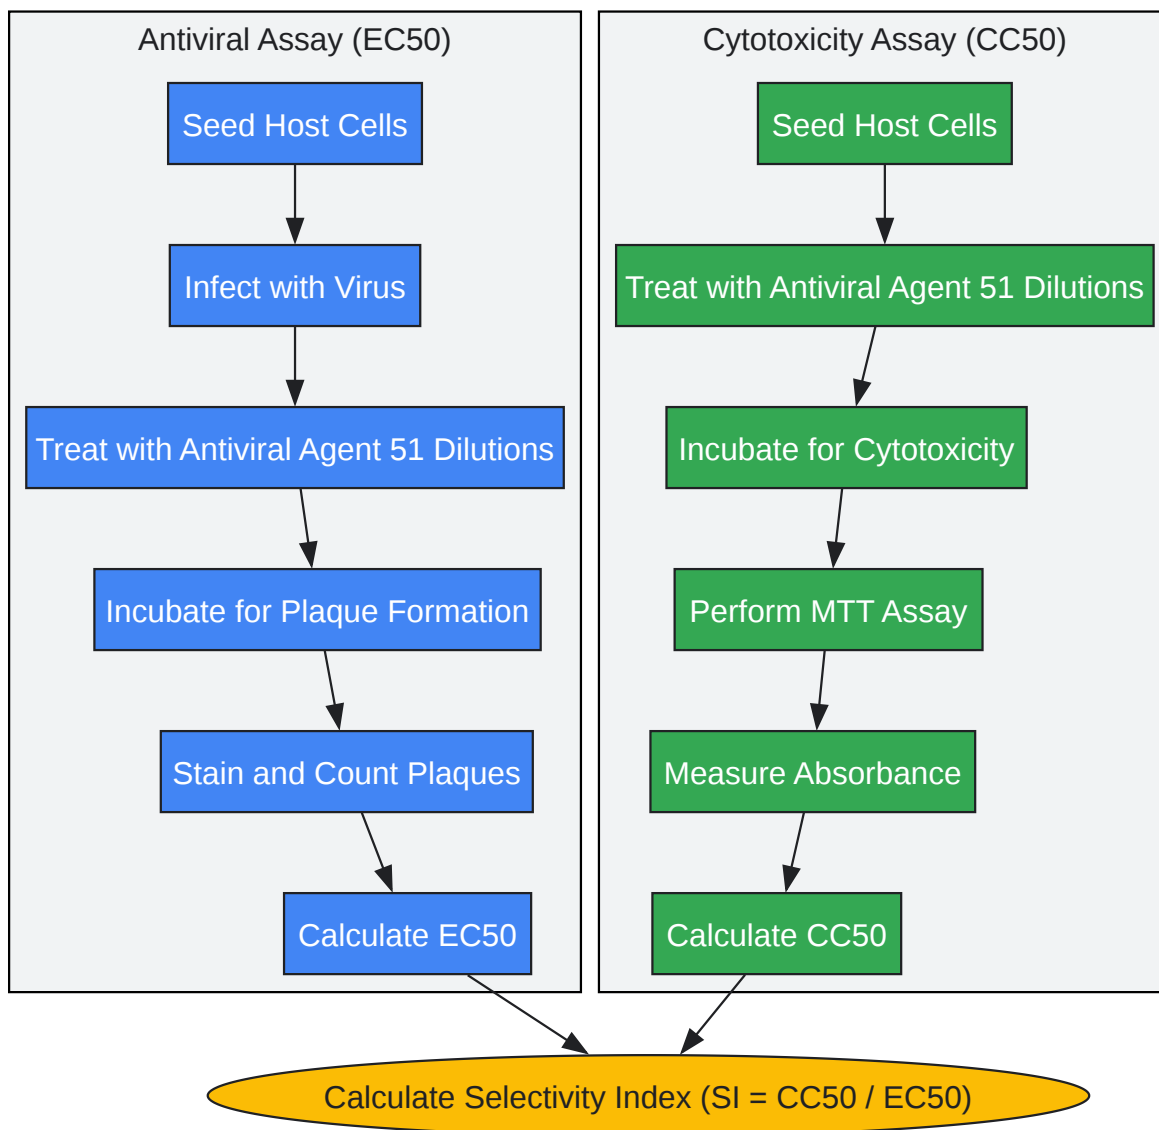 Antiviral Assay (EC50)
Seed Host Cells
Infect with Virus
Treat with Antiviral Agent 51 Dilutions
Incubate for Plaque Formation
Stain and Count Plaques
Calculate EC50
Cytotoxicity Assay (CC50)
Seed Host Cells
Treat with Antiviral Agent 51 Dilutions
Incubate for Cytotoxicity
Perform MTT Assay
Measure Absorbance
Calculate CC50
Calculate Selectivity Index (SI = CC50 / EC50)